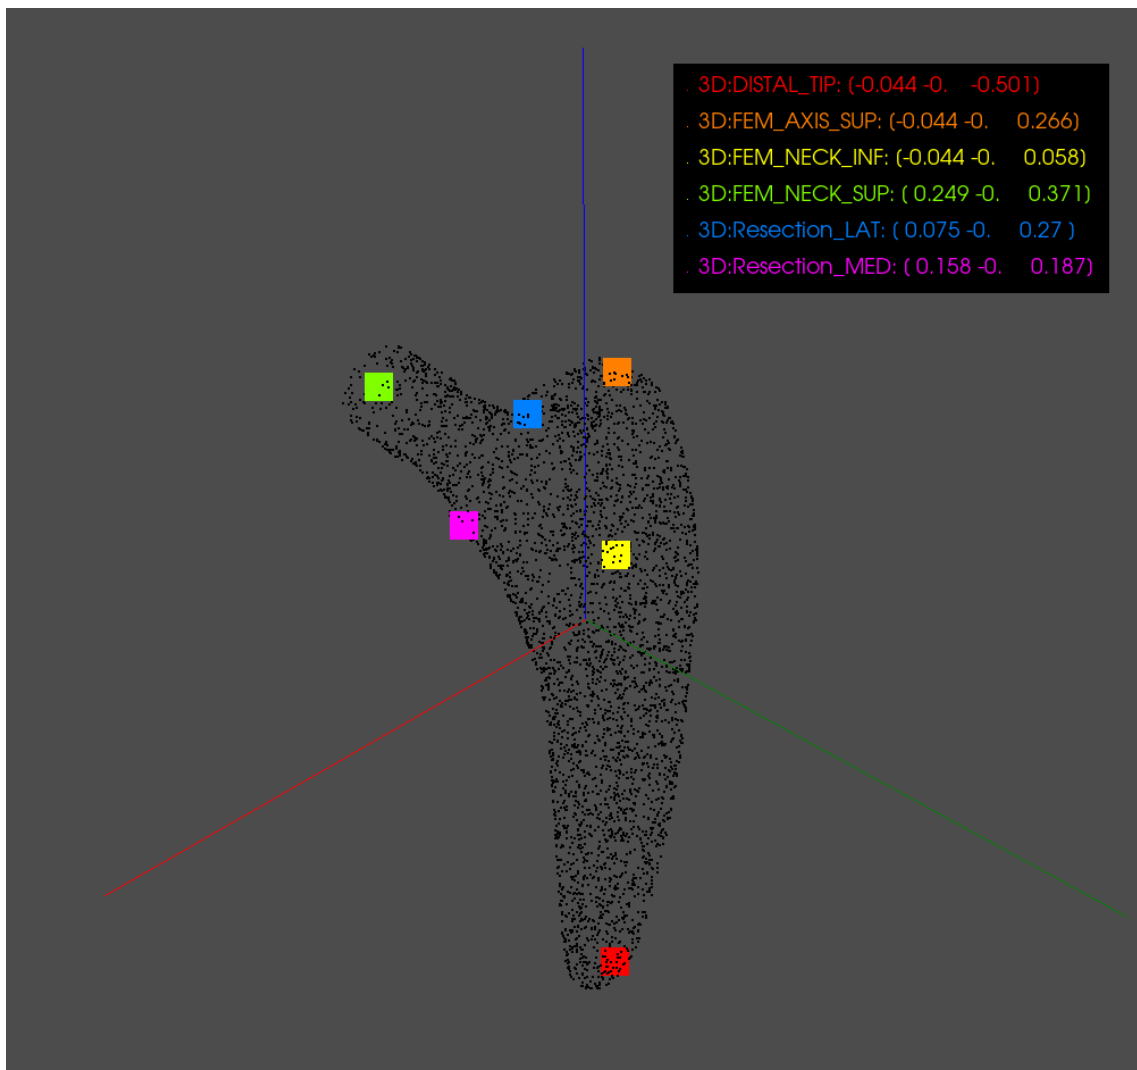 . 3D:DISTAL_TIP: (-0.044 -0. -0.501)
. 3D:FEM_AXIS_SUP: (-0.044 -0. 0.266)
. 3D:FEM_NECK_INF: (-0.044 -0. 0.058)
. 3D:FEM_NECK_SUP: ( 0.249 -0. 0.371)
. 3D:Resection_LAT: ( 0.075 -0. 0.27 )
. 3D:Resection_MED: ( 0.158 -0. 0.187)